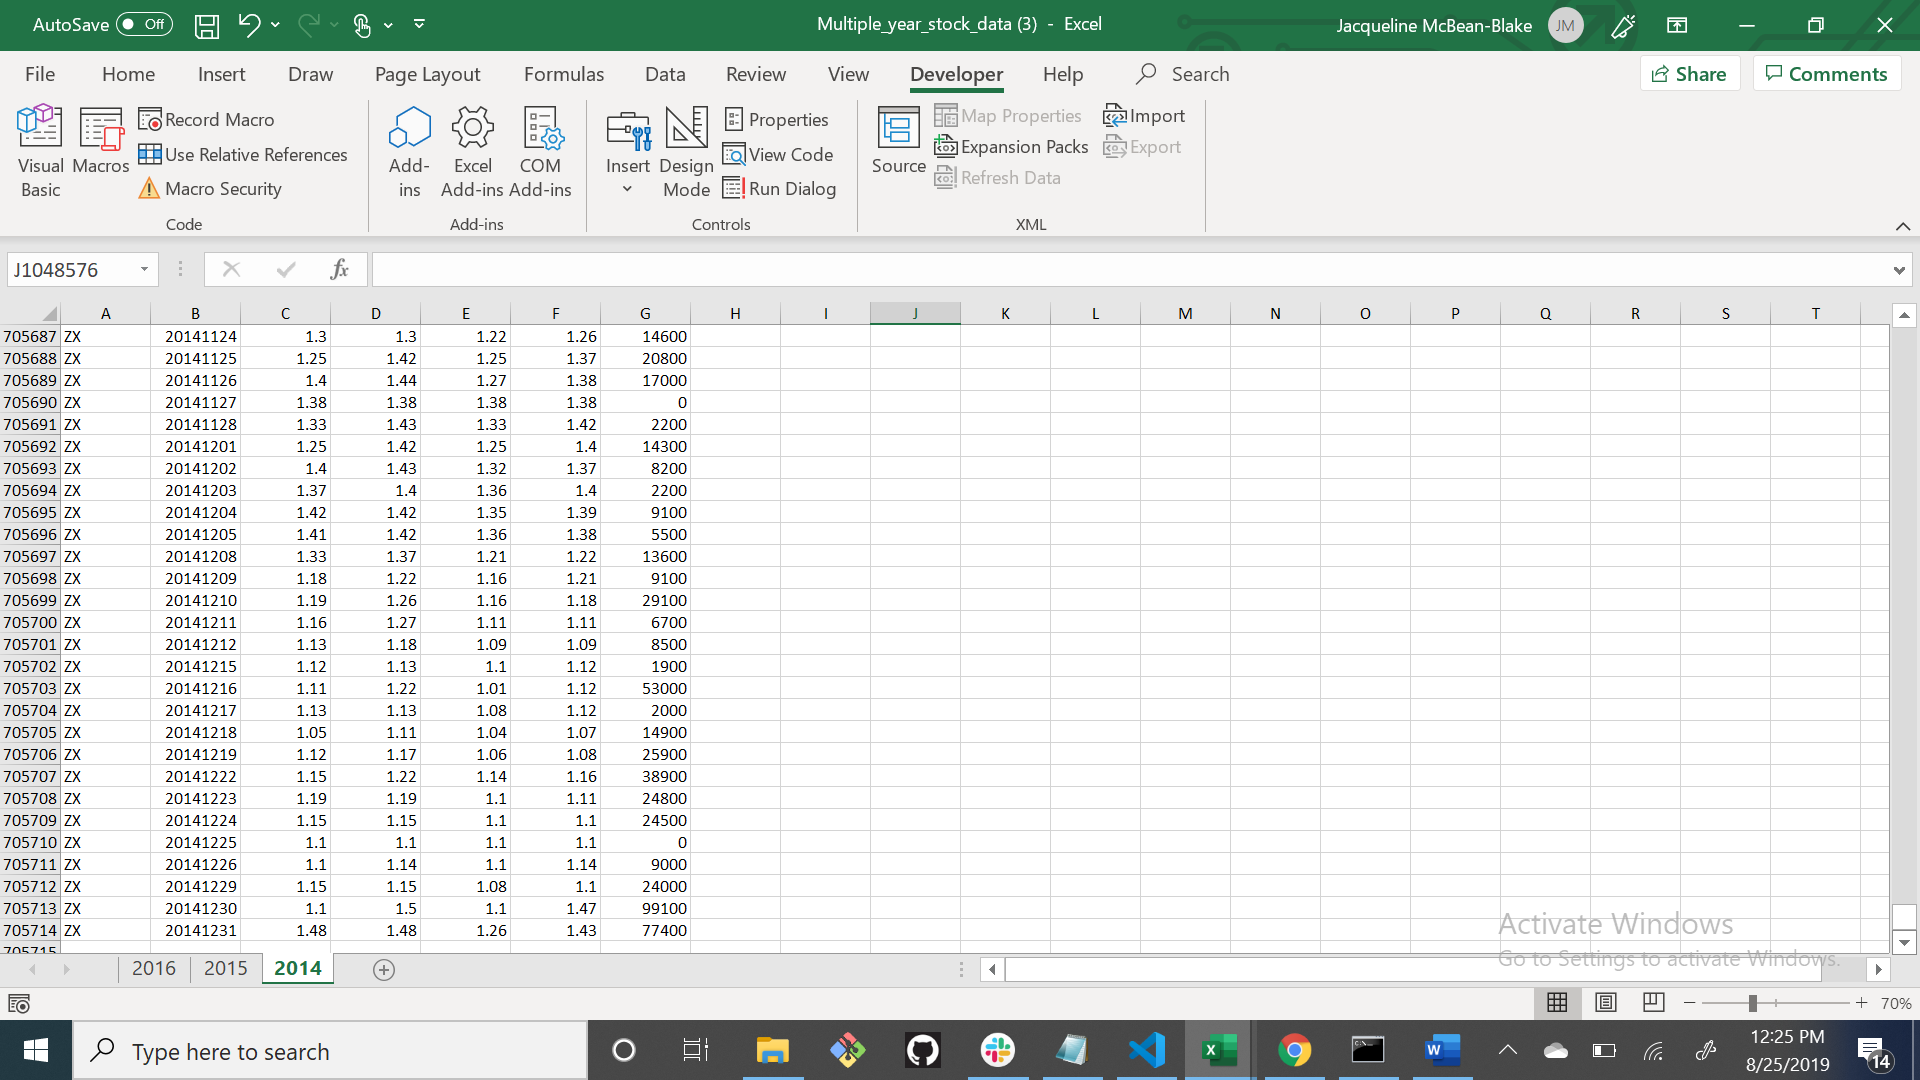 AutoSave Off Multiple_year_stock_data (3) - Excel Jacqueline McBean-Blake JM
File Home Insert Draw Page Layout Formulas Data Review View Developer Help Search Share Comments
Visual Basic Macros Record Macro Use Relative References Macro Security
Code
Add-ins Excel Add-ins COM Add-ins
Add-ins
Insert Design Mode Properties View Code Run Dialog
Controls
Source Map Properties Expansion Packs Refresh Data Import Export
XML
J1048576 fx
A B C D E F G H I J K L M N O P Q R S T
705687 ZX 20141124 1.3 1.3 1.22 1.26 14600
705688 ZX 20141125 1.25 1.42 1.25 1.37 20800
705689 ZX 20141126 1.4 1.44 1.27 1.38 17000
705690 ZX 20141127 1.38 1.38 1.38 1.38 0
705691 ZX 20141128 1.33 1.43 1.33 1.42 2200
705692 ZX 20141201 1.25 1.42 1.25 1.4 14300
705693 ZX 20141202 1.4 1.43 1.32 1.37 8200
705694 ZX 20141203 1.37 1.4 1.36 1.4 2200
705695 ZX 20141204 1.42 1.42 1.35 1.39 9100
705696 ZX 20141205 1.41 1.42 1.36 1.38 5500
705697 ZX 20141208 1.33 1.37 1.21 1.22 13600
705698 ZX 20141209 1.18 1.22 1.16 1.21 9100
705699 ZX 20141210 1.19 1.26 1.16 1.18 29100
705700 ZX 20141211 1.16 1.27 1.11 1.11 6700
705701 ZX 20141212 1.13 1.18 1.09 1.09 8500
705702 ZX 20141215 1.12 1.13 1.1 1.12 1900
705703 ZX 20141216 1.11 1.22 1.01 1.12 53000
705704 ZX 20141217 1.13 1.13 1.08 1.12 2000
705705 ZX 20141218 1.05 1.11 1.04 1.07 14900
705706 ZX 20141219 1.12 1.17 1.06 1.08 25900
705707 ZX 20141222 1.15 1.22 1.14 1.16 38900
705708 ZX 20141223 1.19 1.19 1.1 1.11 24800
705709 ZX 20141224 1.15 1.15 1.1 1.1 24500
705710 ZX 20141225 1.1 1.1 1.1 1.1 0
705711 ZX 20141226 1.1 1.14 1.1 1.14 9000
705712 ZX 20141229 1.15 1.15 1.08 1.1 24000
705713 ZX 20141230 1.1 1.5 1.1 1.47 99100
705714 ZX 20141231 1.48 1.48 1.26 1.43 77400
705715
Activate Windows
Go to Settings to activate Windows.
2016 2015 2014
70%
Type here to search
12:25 PM
8/25/2019
14